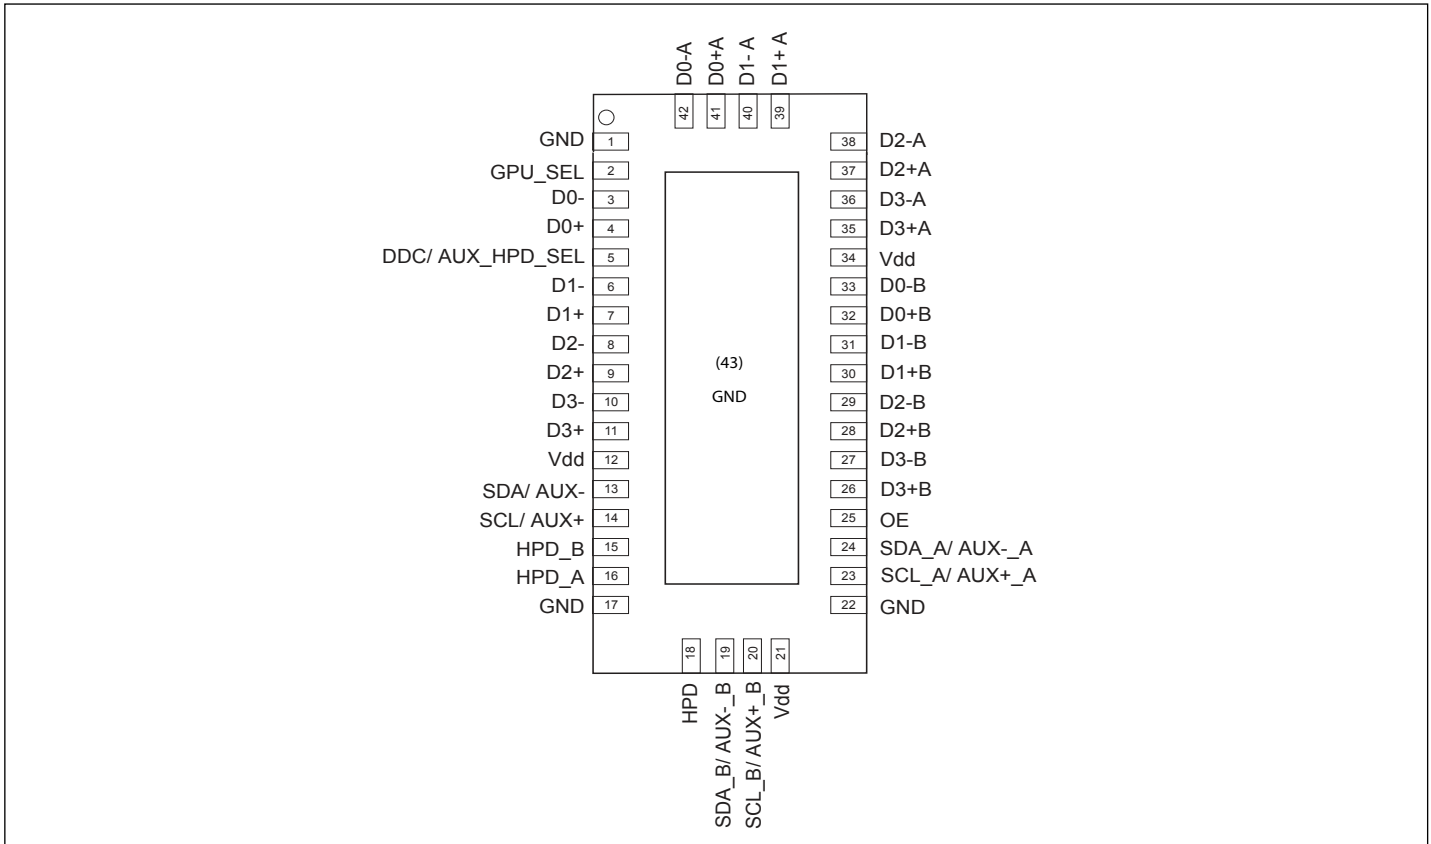 D0-A
D0+A
D1- A
D1+ A
42
41
40
39
GND 1
GPU_SEL 2
D0- 3
D0+ 4
DDC/ AUX_HPD_SEL 5
D1- 6
D1+ 7
D2- 8
D2+ 9
D3- 10
D3+ 11
Vdd 12
SDA/ AUX- 13
SCL/ AUX+ 14
HPD_B 15
HPD_A 16
GND 17
(43)
GND
38 D2-A
37 D2+A
36 D3-A
35 D3+A
34 Vdd
33 D0-B
32 D0+B
31 D1-B
30 D1+B
29 D2-B
28 D2+B
27 D3-B
26 D3+B
25 OE
24 SDA_A/ AUX-_A
23 SCL_A/ AUX+_A
22 GND
18
19
20
21
HPD
SDA_B/ AUX-_B
SCL_B/ AUX+_B
Vdd